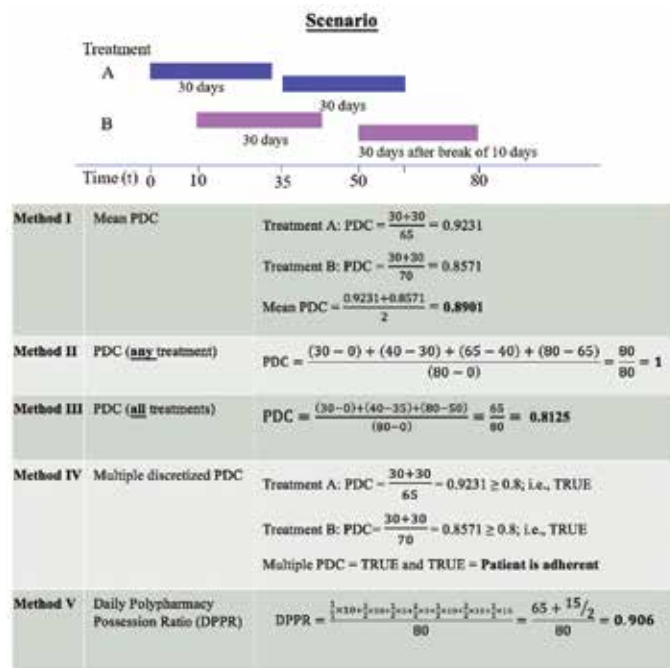 Scenario
Treatment
A
30 days
30 days
B
30 days
30 days after break of 10 days
Time (t) 0 10 35 50 80
Method I Mean PDC Treatment A: PDC = (30+30)/65 = 0.9231
Treatment B: PDC = (30+30)/70 = 0.8571
Mean PDC = (0.9231+0.8571)/2 = 0.8901
Method II PDC (any treatment) PDC = ((30 − 0) + (40 − 30) + (65 − 40) + (80 − 65))/(80 − 0) = 80/80 = 1
Method III PDC (all treatments) PDC = ((30−0)+(40−35)+(80−50))/(80−0) = 65/80 = 0.8125
Method IV Multiple discretized PDC Treatment A: PDC = (30+30)/65 = 0.9231 ≥ 0.8; i.e., TRUE
Treatment B: PDC= (30+30)/70 = 0.8571 ≥ 0.8; i.e., TRUE
Multiple PDC = TRUE and TRUE = Patient is adherent
Method V Daily Polypharmacy
Possession Ratio (DPPR) DPPR = /80 = (65 + 15/2)/80 = 0.906